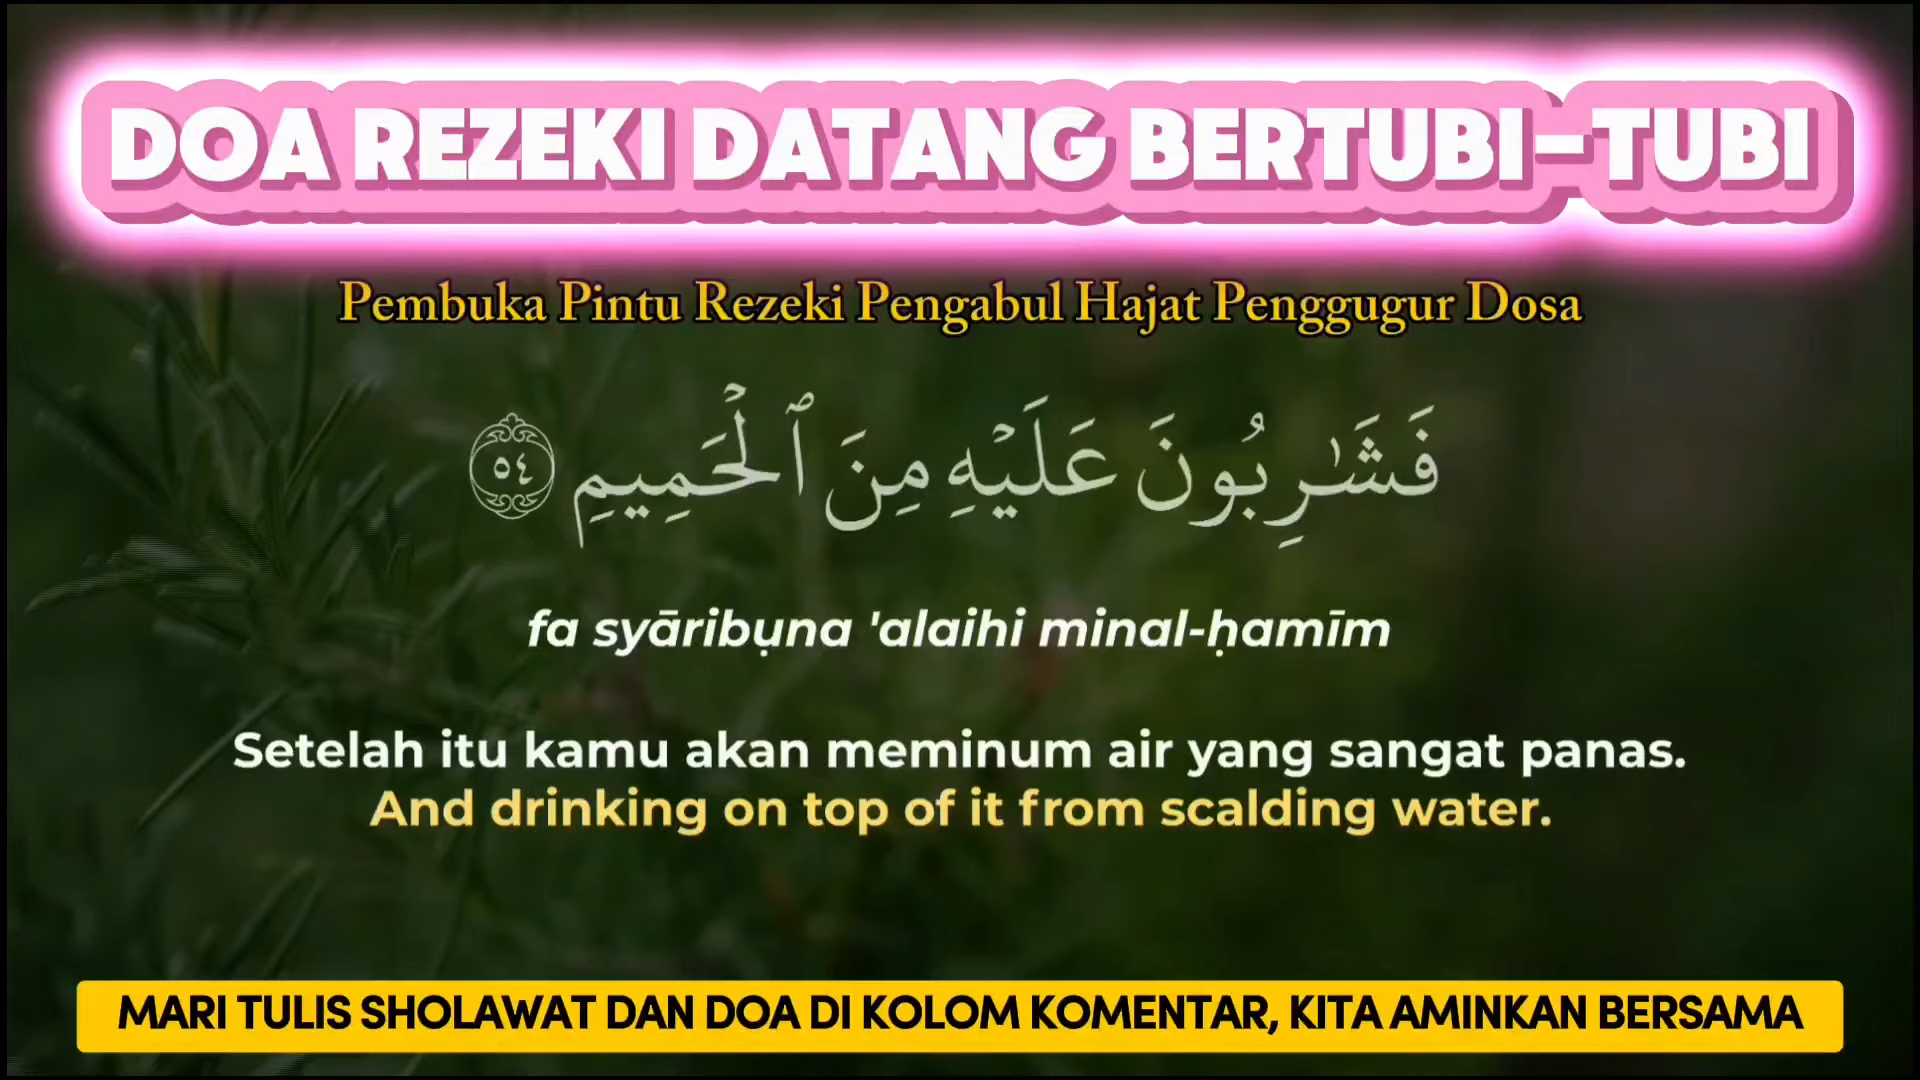 DOA REZEKI DATANG BERTUBI-TUBI
Pembuka Pintu Rezeki Pengabul Hajat Penggugur Dosa
فَشَٰرِبُونَ عَلَيْهِ مِنَ ٱلْحَمِيمِ ٥٤
fa syāribụna 'alaihi minal-ḥamīm
Setelah itu kamu akan meminum air yang sangat panas.
And drinking on top of it from scalding water.
MARI TULIS SHOLAWAT DAN DOA DI KOLOM KOMENTAR, KITA AMINKAN BERSAMA